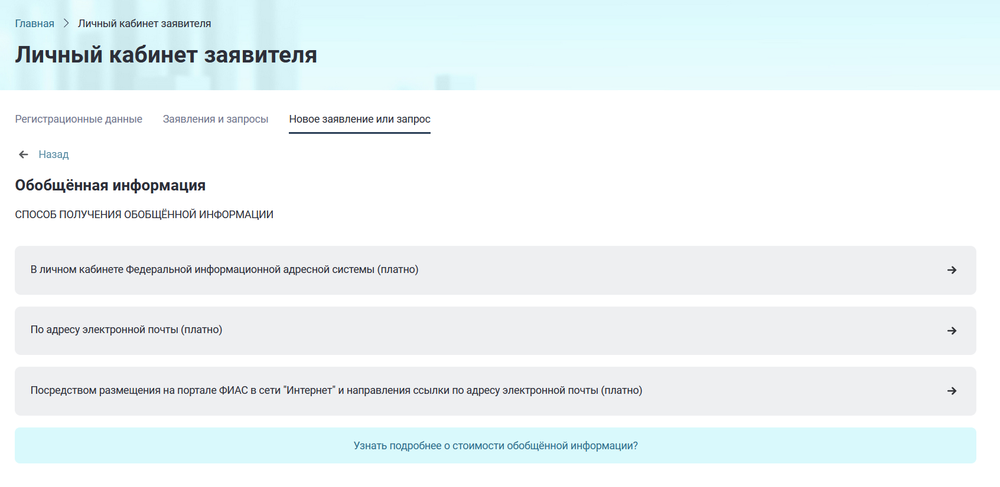 Главная > Личный кабинет заявителя
Личный кабинет заявителя
Регистрационные данные Заявления и запросы Новое заявление или запрос
← Назад
Обобщённая информация
СПОСОБ ПОЛУЧЕНИЯ ОБОБЩЁННОЙ ИНФОРМАЦИИ
В личном кабинете Федеральной информационной адресной системы (платно) →
По адресу электронной почты (платно) →
Посредством размещения на портале ФИАС в сети "Интернет" и направления ссылки по адресу электронной почты (платно) →
Узнать подробнее о стоимости обобщённой информации?